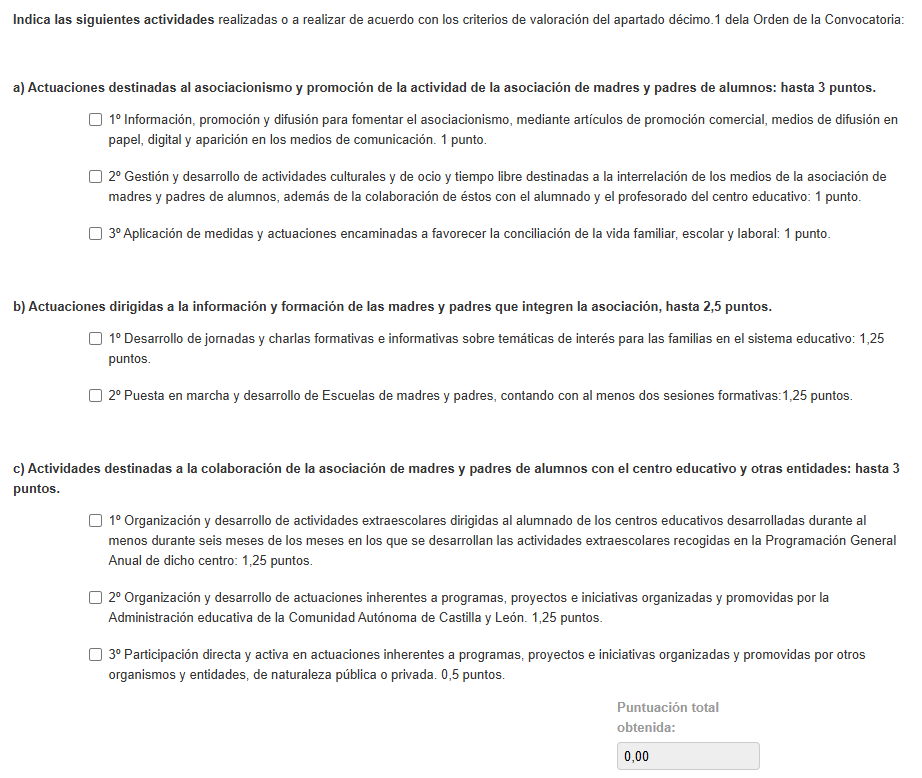 Indica las siguientes actividades realizadas o a realizar de acuerdo con los criterios de valoración del apartado décimo.1 dela Orden de la Convocatoria:
a) Actuaciones destinadas al asociacionismo y promoción de la actividad de la asociación de madres y padres de alumnos: hasta 3 puntos.
1º Información, promoción y difusión para fomentar el asociacionismo, mediante artículos de promoción comercial, medios de difusión en
papel, digital y aparición en los medios de comunicación. 1 punto.
2º Gestión y desarrollo de actividades culturales y de ocio y tiempo libre destinadas a la interrelación de los medios de la asociación de
madres y padres de alumnos, además de la colaboración de éstos con el alumnado y el profesorado del centro educativo: 1 punto.
3º Aplicación de medidas y actuaciones encaminadas a favorecer la conciliación de la vida familiar, escolar y laboral: 1 punto.
b) Actuaciones dirigidas a la información y formación de las madres y padres que integren la asociación, hasta 2,5 puntos.
1º Desarrollo de jornadas y charlas formativas e informativas sobre temáticas de interés para las familias en el sistema educativo: 1,25
puntos.
2º Puesta en marcha y desarrollo de Escuelas de madres y padres, contando con al menos dos sesiones formativas:1,25 puntos.
c) Actividades destinadas a la colaboración de la asociación de madres y padres de alumnos con el centro educativo y otras entidades: hasta 3
puntos.
1º Organización y desarrollo de actividades extraescolares dirigidas al alumnado de los centros educativos desarrolladas durante al
menos durante seis meses de los meses en los que se desarrollan las actividades extraescolares recogidas en la Programación General
Anual de dicho centro: 1,25 puntos.
2º Organización y desarrollo de actuaciones inherentes a programas, proyectos e iniciativas organizadas y promovidas por la
Administración educativa de la Comunidad Autónoma de Castilla y León. 1,25 puntos.
3º Participación directa y activa en actuaciones inherentes a programas, proyectos e iniciativas organizadas y promovidas por otros
organismos y entidades, de naturaleza pública o privada. 0,5 puntos.
Puntuación total
obtenida:
0,00